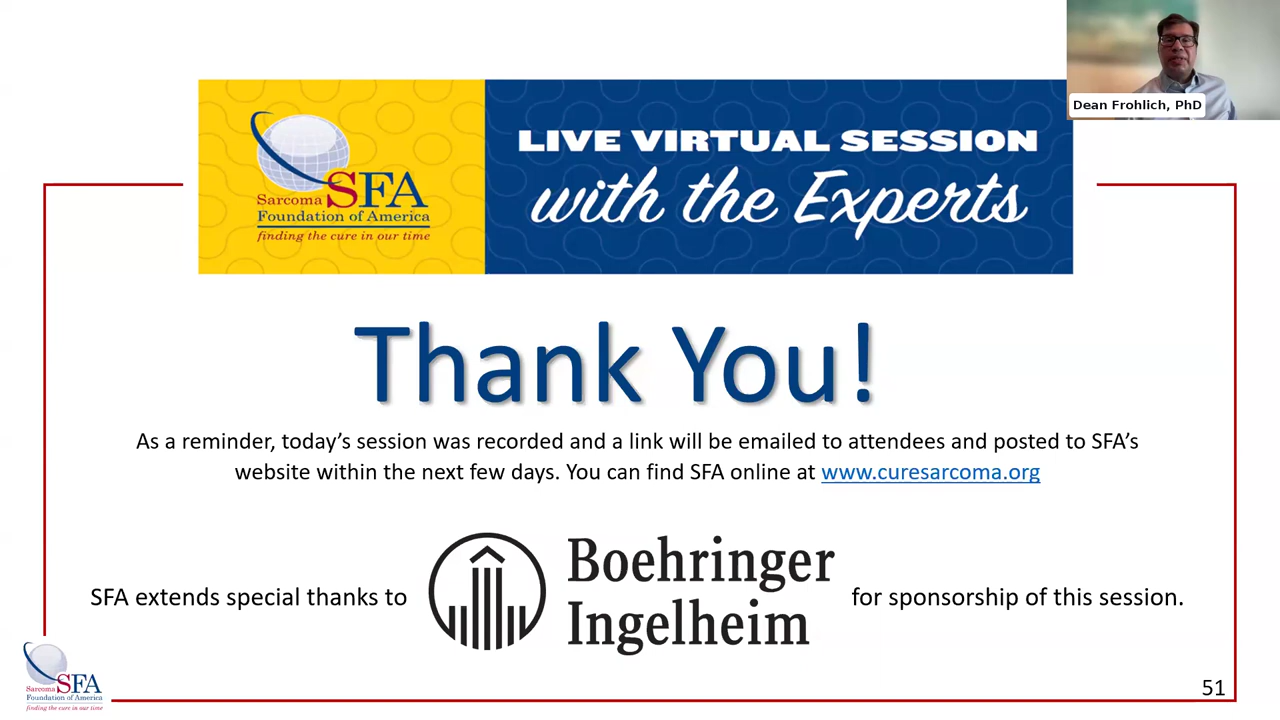 Dean Frohlich, PhD
SFA
Sarcoma
Foundation of America
finding the cure in our time
LIVE VIRTUAL SESSION
with the Experts
Thank You!
As a reminder, today's session was recorded and a link will be emailed to attendees and posted to SFA's
website within the next few days. You can find SFA online at www.curesarcoma.org
SFA extends special thanks to
Boehringer
Ingelheim
for sponsorship of this session.
Sarcoma SFA
Foundation of America
finding the cure in our time
51